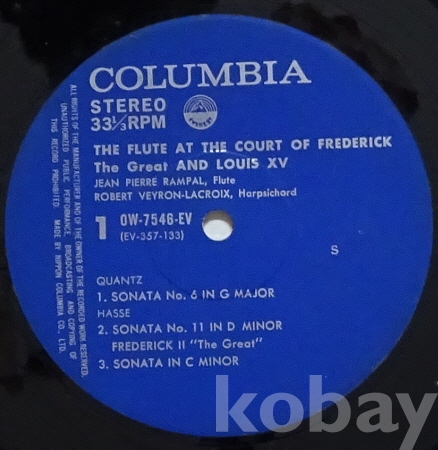 COLUMBIA
STEREO
33⅓RPM
EVEREST
THE FLUTE AT THE COURT OF FREDERICK
The Great AND LOUIS XV
JEAN PIERRE RAMPAL, Flute
ROBERT VEYRON-LACROIX, Harpsichord
1 OW-7546-EV
(EV-357-133)
S
QUANTZ
1. SONATA No. 6 IN G MAJOR
HASSE
2. SONATA No. 11 IN D MINOR
FREDERICK II "The Great"
3. SONATA IN C MINOR
ALL RIGHTS OF THE MANUFACTURER AND OF THE OWNER OF THE RECORDED WORK RESERVED.
UNAUTHORIZED PUBLIC PERFORMANCE, BROADCASTING AND COPYING OF
THIS RECORD PROHIBITED. MADE BY NIPPON COLUMBIA CO., LTD.
kobay